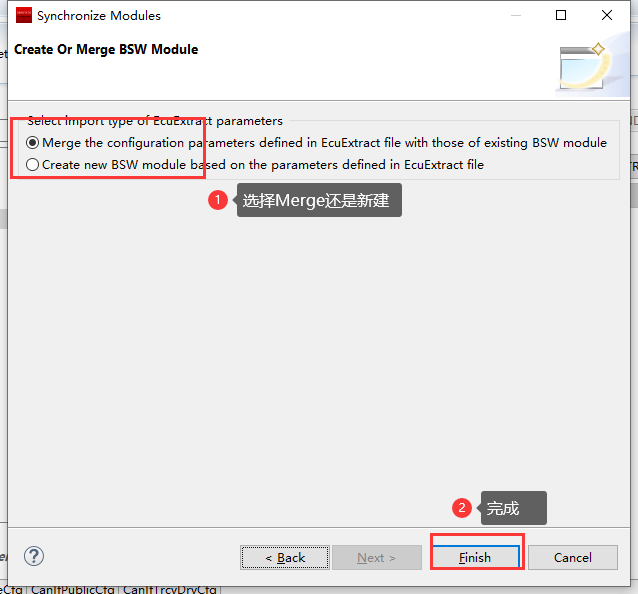 Synchronize Modules
Create Or Merge BSW Module
Select import type of EcuExtract parameters
Merge the configuration parameters defined in EcuExtract file with those of existing BSW module
Create new BSW module based on the parameters defined in EcuExtract file
1 选择Merge还是新建
2 完成
< Back
Next >
Finish
Cancel
CanIfPublicCfg
CanIfTrcvDrvCfg